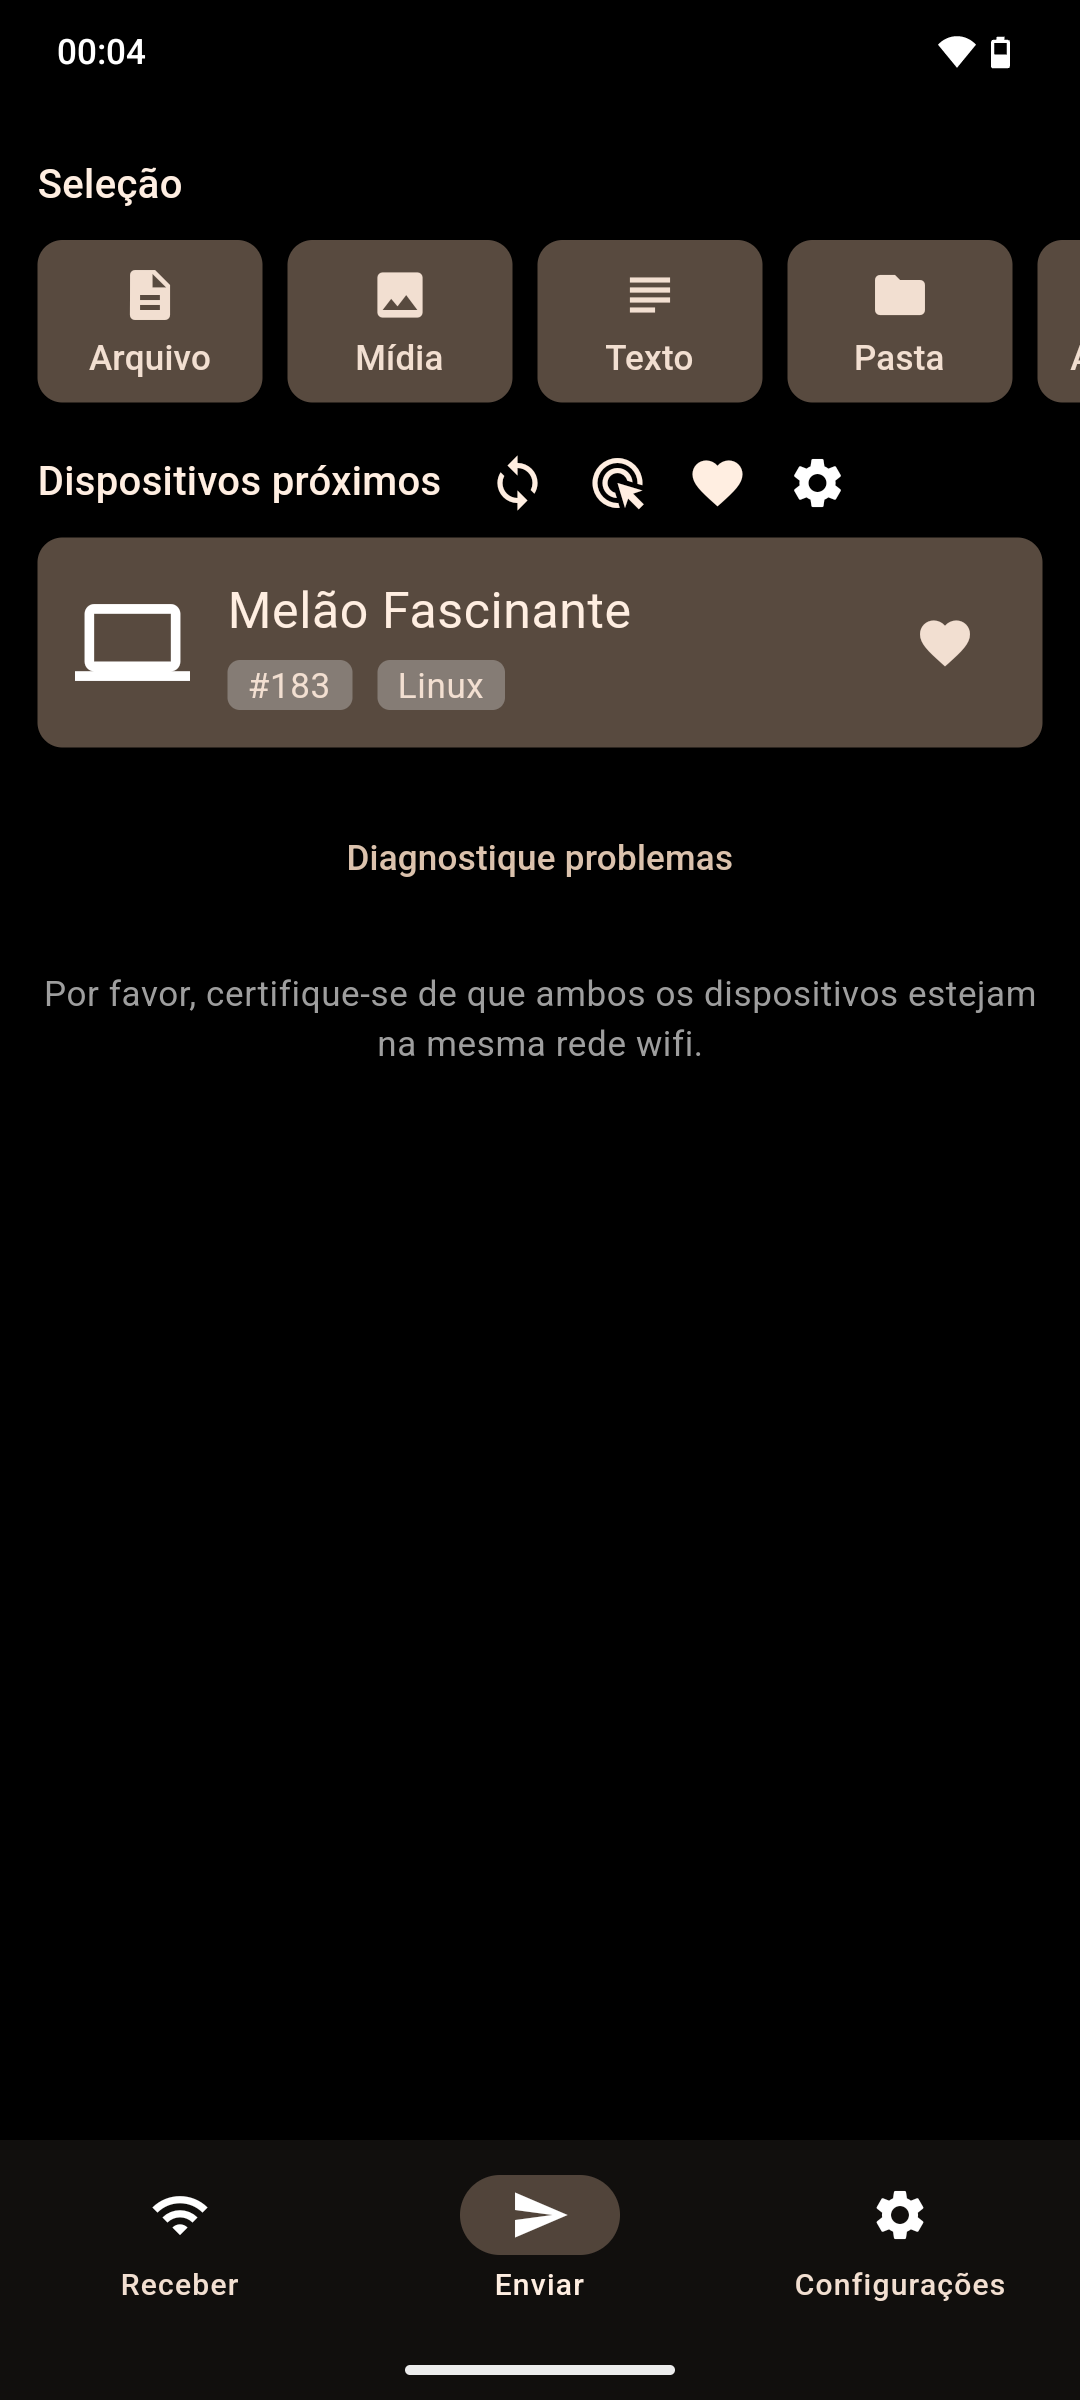 00:04
Seleção
Arquivo
Mídia
Texto
Pasta
Dispositivos próximos
Melão Fascinante
#183
Linux
Diagnostique problemas
Por favor, certifique-se de que ambos os dispositivos estejam
na mesma rede wifi.
Receber
Enviar
Configurações